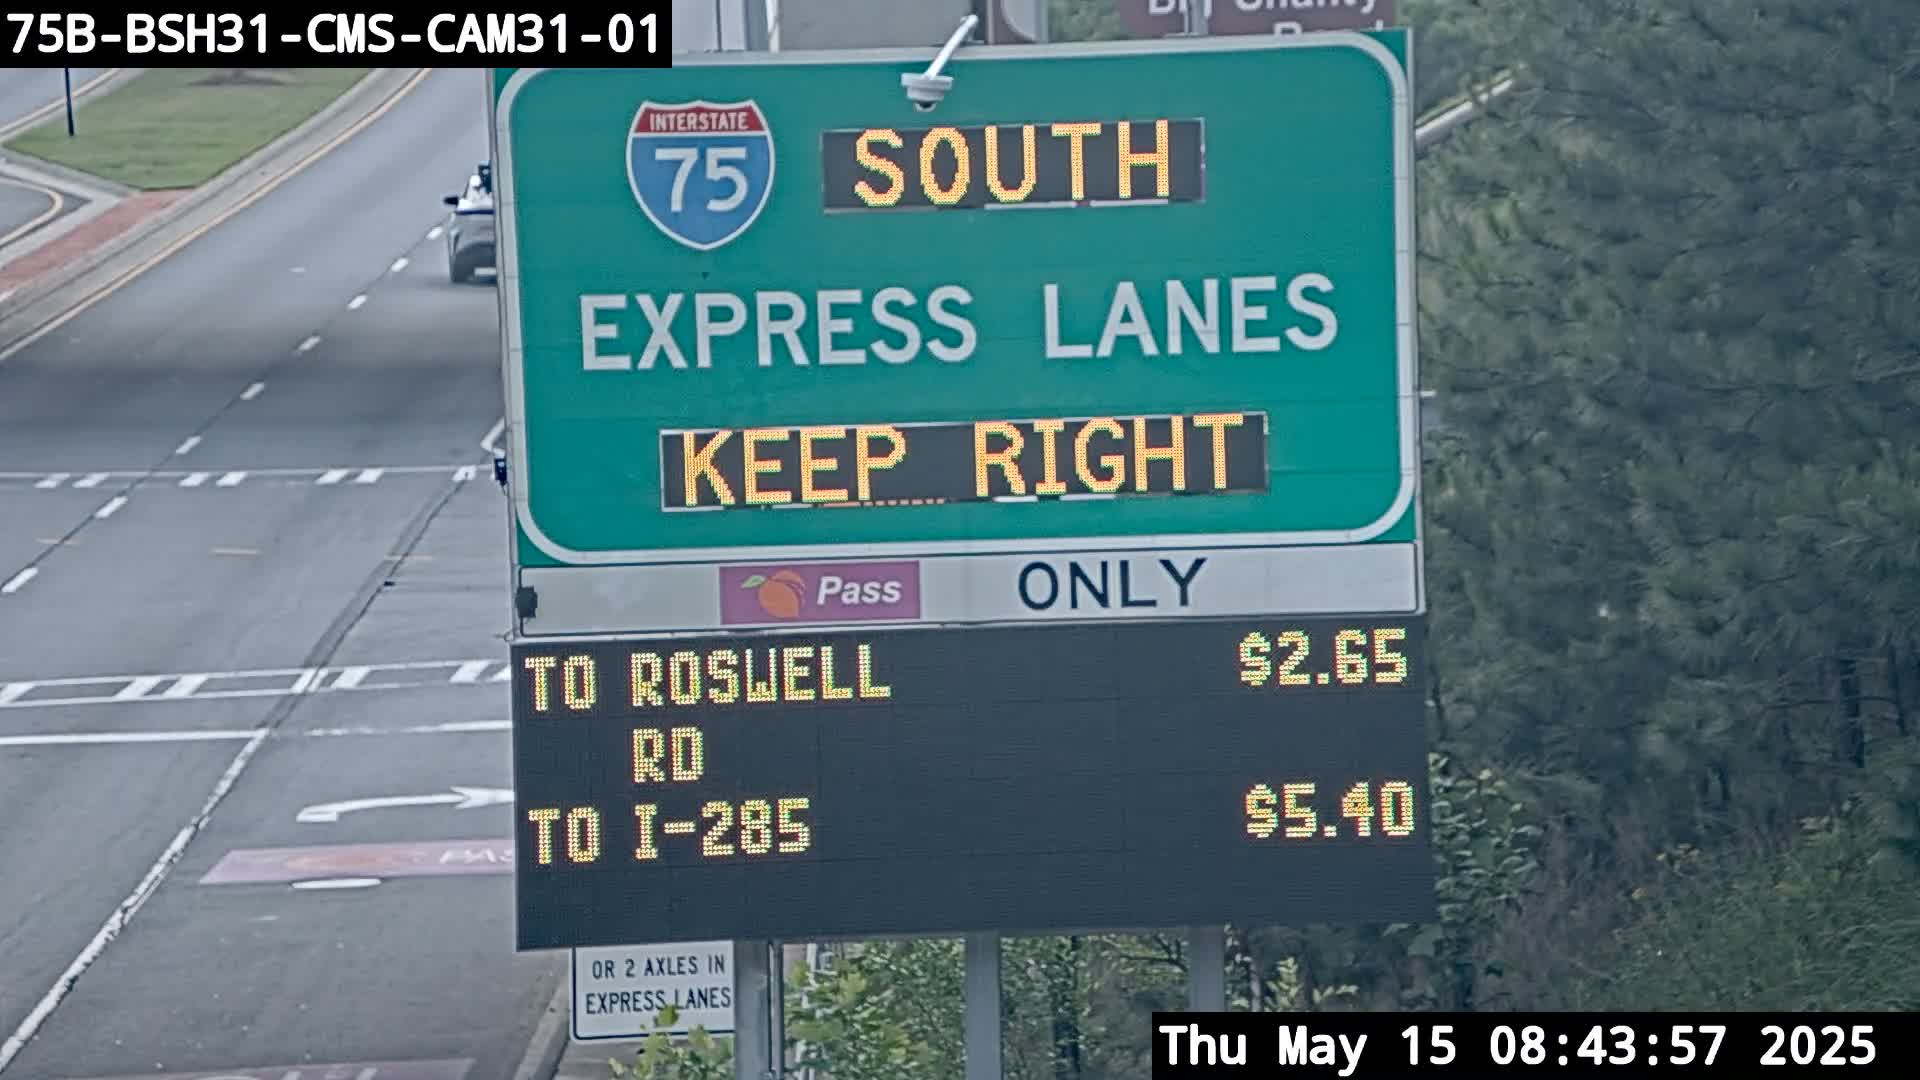 75B-BSH31-CMS-CAM31-01
INTERSTATE
75
SOUTH
EXPRESS LANES
KEEP RIGHT
Pass ONLY
TO ROSWELL $2.65
RD
TO I-285 $5.40
OR 2 AXLES IN
EXPRESS LANES
Thu May 15 08:43:57 2025